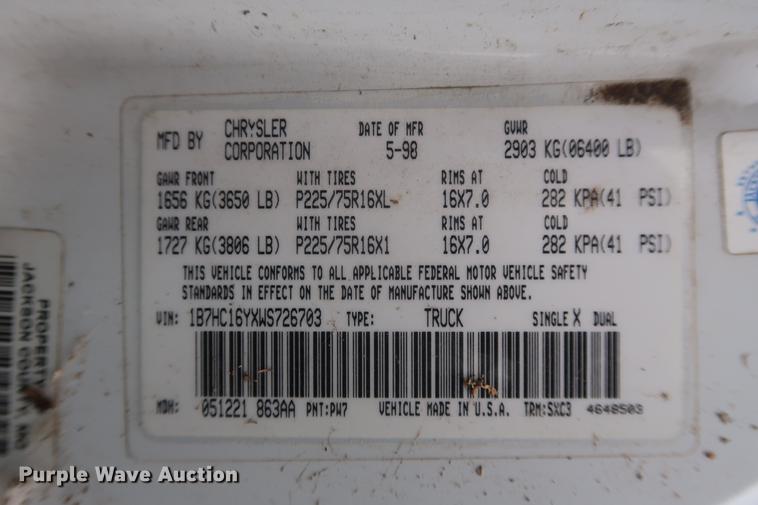 MFD BY CHRYSLER CORPORATION DATE OF MFR 5-98 GVWR 2903 KG(06400 LB)
GAWR FRONT WITH TIRES RIMS AT COLD
1656 KG(3650 LB) P225/75R16XL 16X7.0 282 KPA(41 PSI)
GAWR REAR WITH TIRES RIMS AT COLD
1727 KG(3806 LB) P225/75R16X1 16X7.0 282 KPA(41 PSI)
THIS VEHICLE CONFORMS TO ALL APPLICABLE FEDERAL MOTOR VEHICLE SAFETY
STANDARDS IN EFFECT ON THE DATE OF MANUFACTURE SHOWN ABOVE.
VIN: 1B7HC16YXWS726703 TYPE: TRUCK SINGLE X DUAL
MDH: 051221 863AA PNT:PW7 VEHICLE MADE IN U.S.A. TRM:SXC3 4648503
PROPERTY
JACKSON COUNTY, MO
Purple Wave Auction